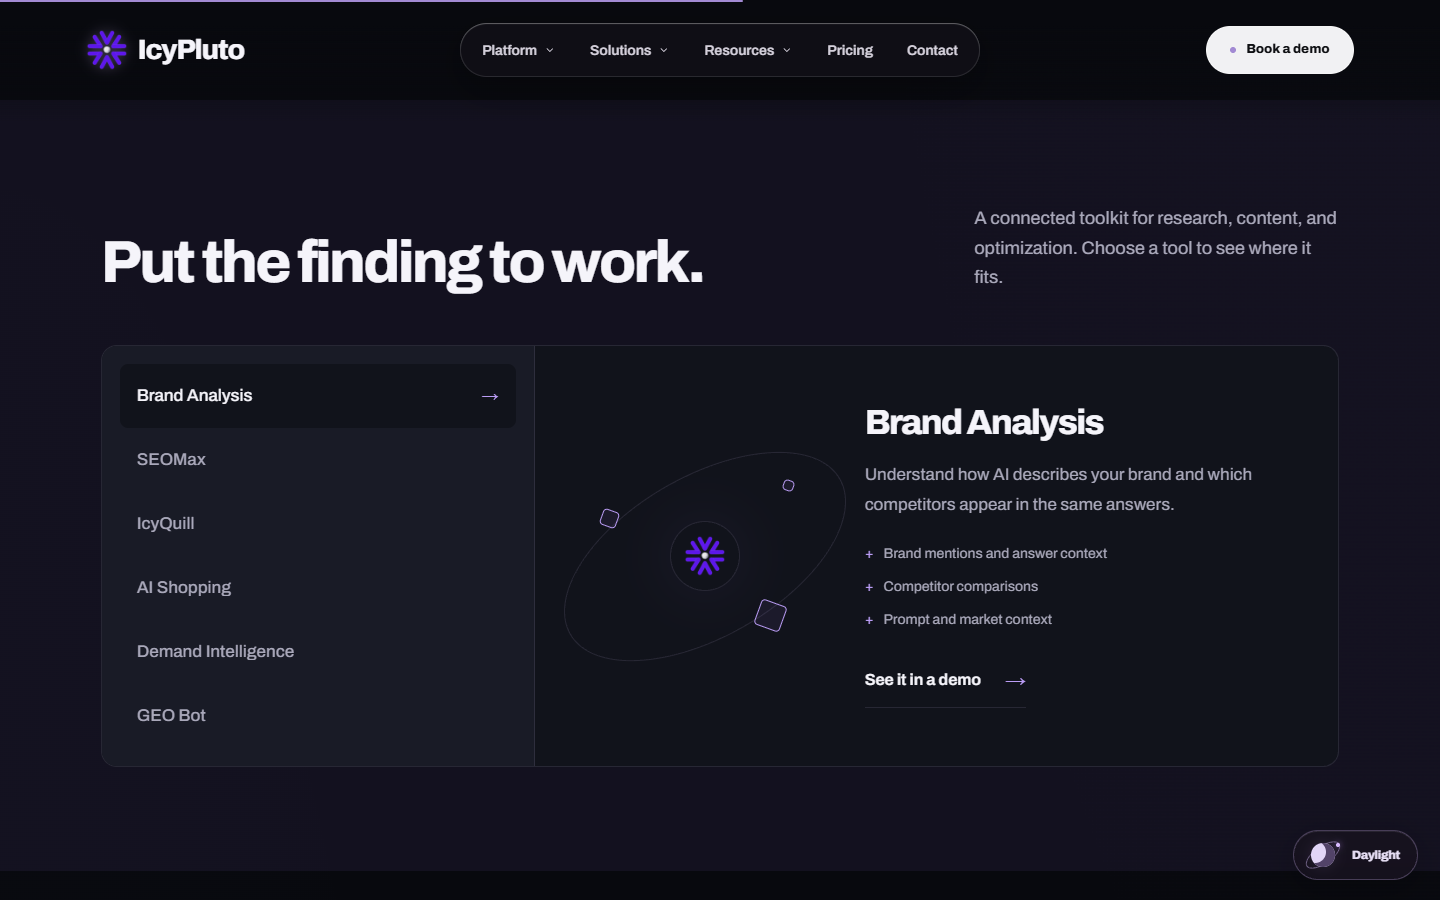 IcyPluto
Platform
Solutions
Resources
Pricing
Contact
Book a demo
Put the finding to work.
A connected toolkit for research, content, and
optimization. Choose a tool to see where it
fits.
Brand Analysis →
SEOMax
IcyQuill
AI Shopping
Demand Intelligence
GEO Bot
Brand Analysis
Understand how AI describes your brand and which
competitors appear in the same answers.
+ Brand mentions and answer context
+ Competitor comparisons
+ Prompt and market context
See it in a demo →
Daylight